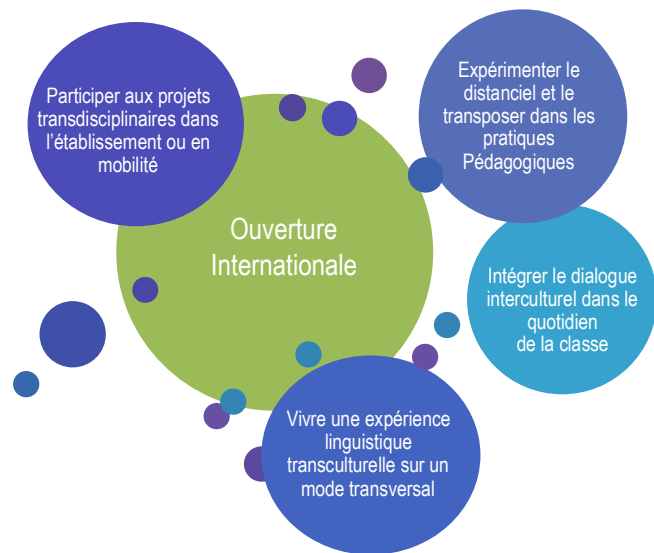 Participer aux projets
transdisciplinaires dans
l'établissement ou en
mobilité
Expérimenter le
distanciel et le
transposer dans les
pratiques
Pédagogiques
Ouverture
Internationale
Intégrer le dialogue
interculturel dans le
quotidien
de la classe
Vivre une expérience
linguistique
transculturelle sur un
mode transversal